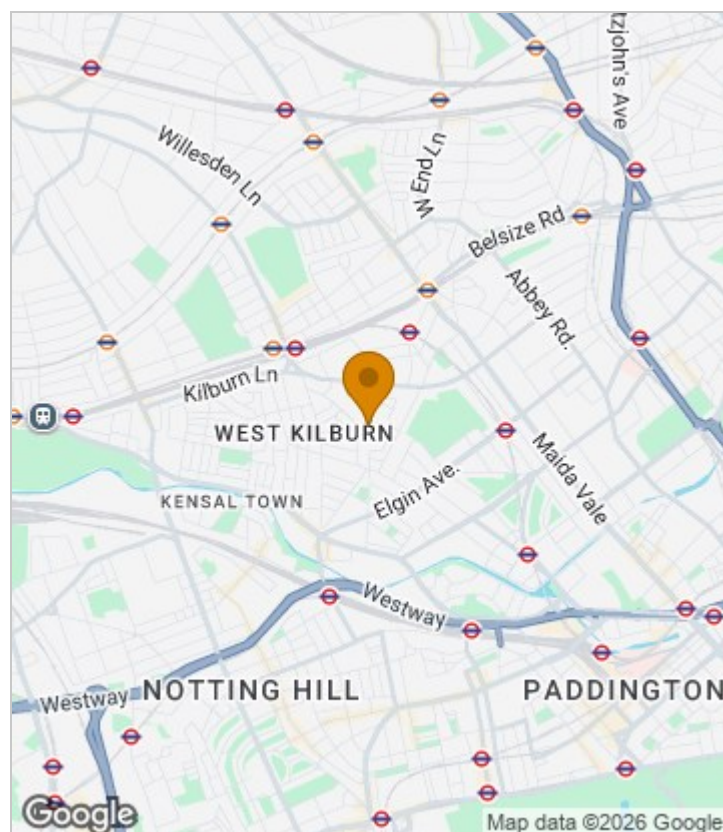 tzjohn's Ave
Willesden Ln
W End Ln
Belsize Rd
Abbey Rd.
Kilburn Ln
WEST KILBURN
Maida Vale
KENSAL TOWN
Elgin Ave.
Westway
NOTTING HILL
PADDINGTON
Westway
Google
Map data ©2026 Google